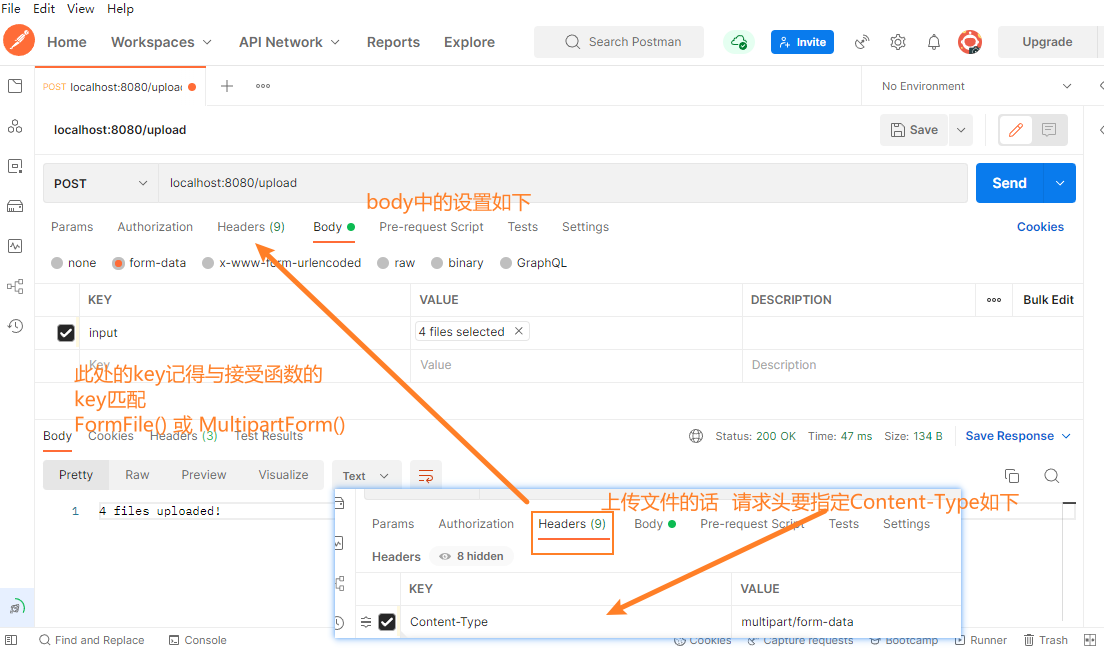 File Edit View Help
Home Workspaces API Network Reports Explore Search Postman Invite Upgrade
POST localhost:8080/uploa No Environment
localhost:8080/upload Save
POST localhost:8080/upload Send
body中的设置如下
Params Authorization Headers (9) Body Pre-request Script Tests Settings Cookies
none form-data x-www-form-urlencoded raw binary GraphQL
KEY VALUE DESCRIPTION Bulk Edit
input 4 files selected
Key Value Description
此处的key记得与接受函数的
key匹配
FormFile() 或 MultipartForm()
Body Cookies Headers (3) Test Results Status: 200 OK Time: 47 ms Size: 134 B Save Response
Pretty Raw Preview Visualize Text
1 4 files uploaded!
上传文件的话 请求头要指定Content-Type如下
Params Authorization Headers (9) Body Pre-request Script Tests Settings
Headers 8 hidden
KEY VALUE
Content-Type multipart/form-data
Find and Replace Console Cookies Capture requests Bootcamp Runner Trash